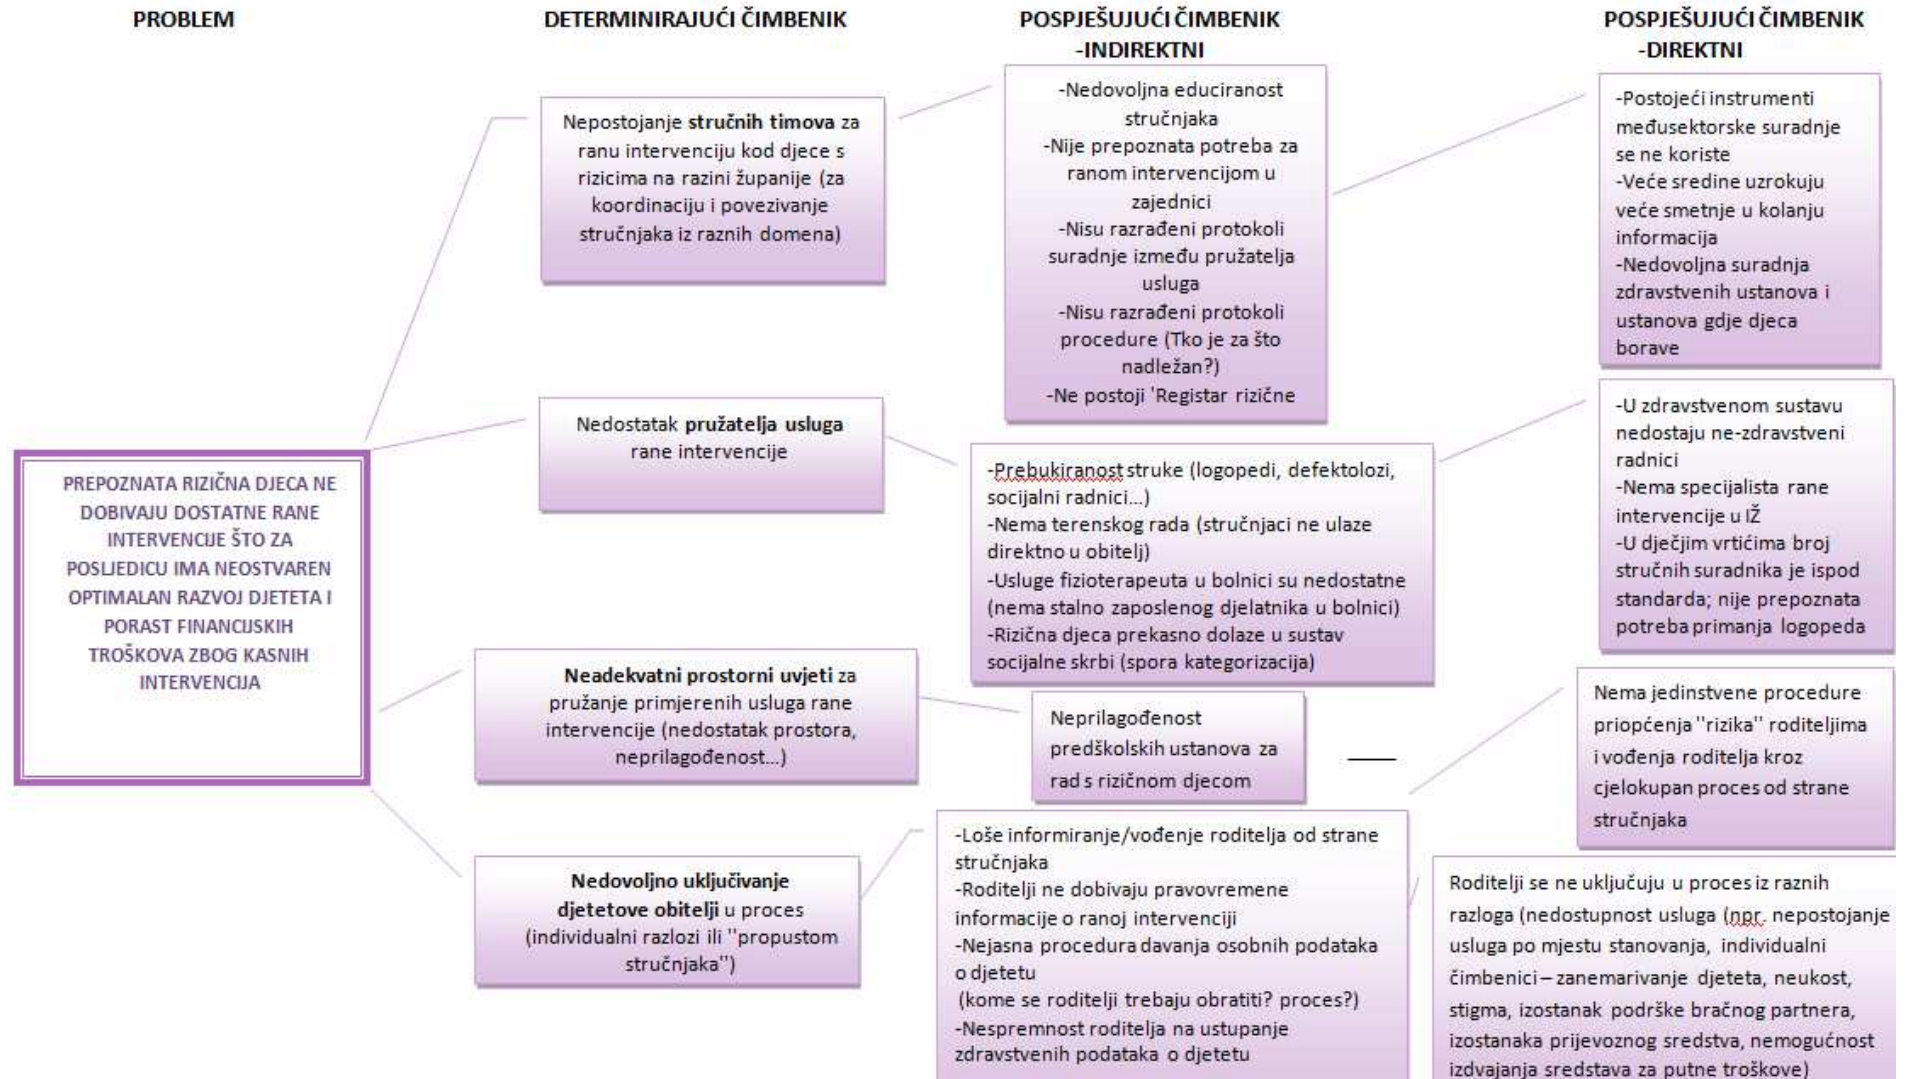 PROBLEM
DETERMINIRAJUĆI ČIMBENIK
POSPJEŠUJUĆI ČIMBENIK
-INDIREKTNI
POSPJEŠUJUĆI ČIMBENIK
-DIREKTNI
PREPOZNATA RIZIČNA DJECA NE
DOBIVAJU DOSTATNE RANE
INTERVENCIJE ŠTO ZA
POSLJEDICU IMA NEOSTVAREN
OPTIMALAN RAZVOJ DJETETA I
PORAST FINANCIJSKIH
TROŠKOVA ZBOG KASNIH
INTERVENCIJA
Nepostojanje stručnih timova za
ranu intervenciju kod djece s
rizicima na razini županije (za
koordinaciju i povezivanje
stručnjaka iz raznih domena)
-Nedovoljna educiranost
stručnjaka
-Nije prepoznata potreba za
ranom intervencijom u
zajednici
-Nisu razrađeni protokoli
suradnje između pružatelja
usluga
-Nisu razrađeni protokoli
procedure (Tko je za što
nadležan?)
-Ne postoji 'Registar rizične
-Postojeći instrumenti
međusektorske suradnje
se ne koriste
-Veće sredine uzrokuju
veće smetnje u kolanju
informacija
-Nedovoljna suradnja
zdravstvenih ustanova i
ustanova gdje djeca
borave
Nedostatak pružatelja usluga
rane intervencije
-Prebukiranost struke (logopedi, defektolozi,
socijalni radnici...)
-Nema terenskog rada (stručnjaci ne ulaze
direktno u obitelj)
-Usluge fizioterapeuta u bolnici su nedostatne
(nema stalno zaposlenog djelatnika u bolnici)
-Rizična djeca prekasno dolaze u sustav
socijalne skrbi (spora kategorizacija)
-U zdravstvenom sustavu
nedostaju ne-zdravstveni
radnici
-Nema specijalista rane
intervencije u IŽ
-U dječjim vrtićima broj
stručnih suradnika je ispod
standarda; nije prepoznata
potreba primanja logopeda
Neadekvatni prostorni uvjeti za
pružanje primjerenih usluga rane
intervencije (nedostatak prostora,
neprilagođenost...)
Neprilagođenost
predškolskih ustanova za
rad s rizičnom djecom
Nema jedinstvene procedure
priopćenja "rizika" roditeljima
i vođenja roditelja kroz
cjelokupan proces od strane
stručnjaka
Nedovoljno uključivanje
djetetove obitelji u proces
(individualni razlozi ili "propustom
stručnjaka")
-Loše informiranje/vođenje roditelja od strane
stručnjaka
-Roditelji ne dobivaju pravovremene
informacije o ranoj intervenciji
-Nejasna procedura davanja osobnih podataka
o djetetu
(kome se roditelji trebaju obratiti? proces?)
-Nespremnost roditelja na ustupanje
zdravstvenih podataka o djetetu
Roditelji se ne uključuju u proces iz raznih
razloga (nedostupnost usluga (npr. nepostojanje
usluga po mjestu stanovanja, individualni
čimbenici – zanemarivanje djeteta, neukost,
stigma, izostanak podrške bračnog partnera,
izostanaka prijevoznog sredstva, nemogućnost
izdvajanja sredstava za putne troškove)